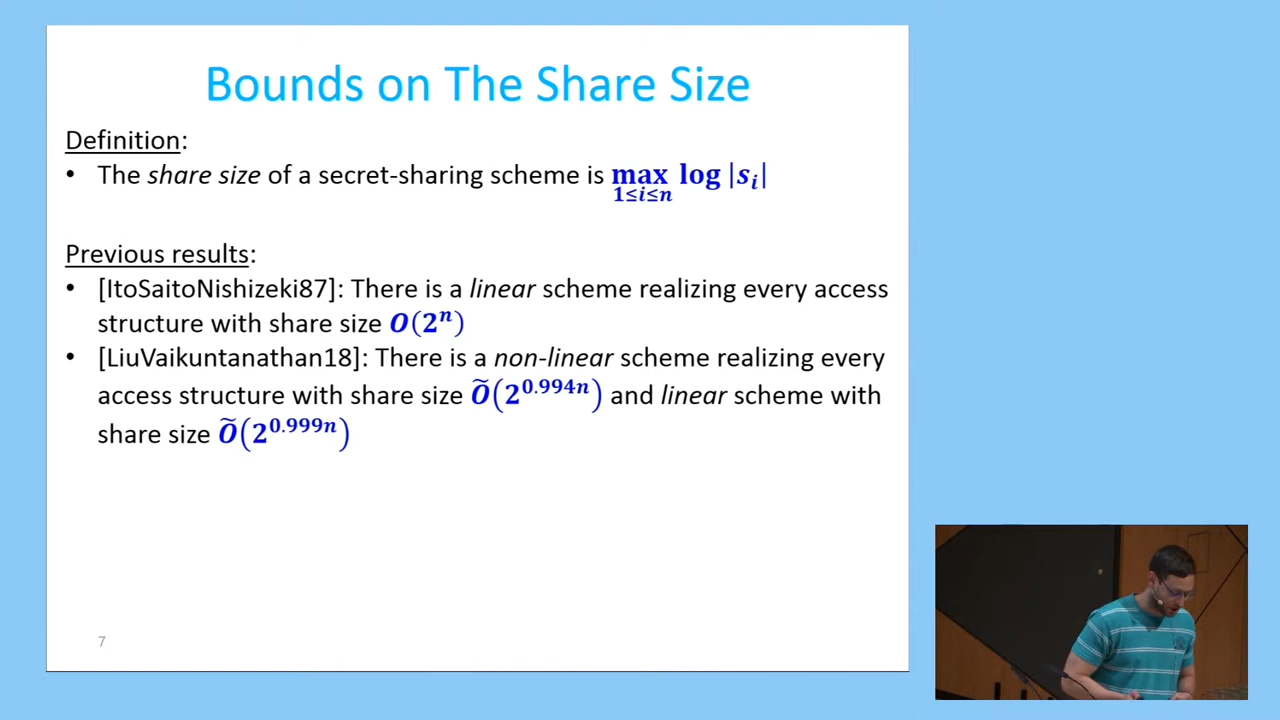 Bounds on The Share Size
Definition:
• The share size of a secret-sharing scheme is max log |sᵢ|
1≤i≤n
Previous results:
• [ItoSaitoNishizeki87]: There is a linear scheme realizing every access
structure with share size O(2ⁿ)
• [LiuVaikuntanathan18]: There is a non-linear scheme realizing every
access structure with share size Õ(2^0.994n) and linear scheme with
share size Õ(2^0.999n)
7